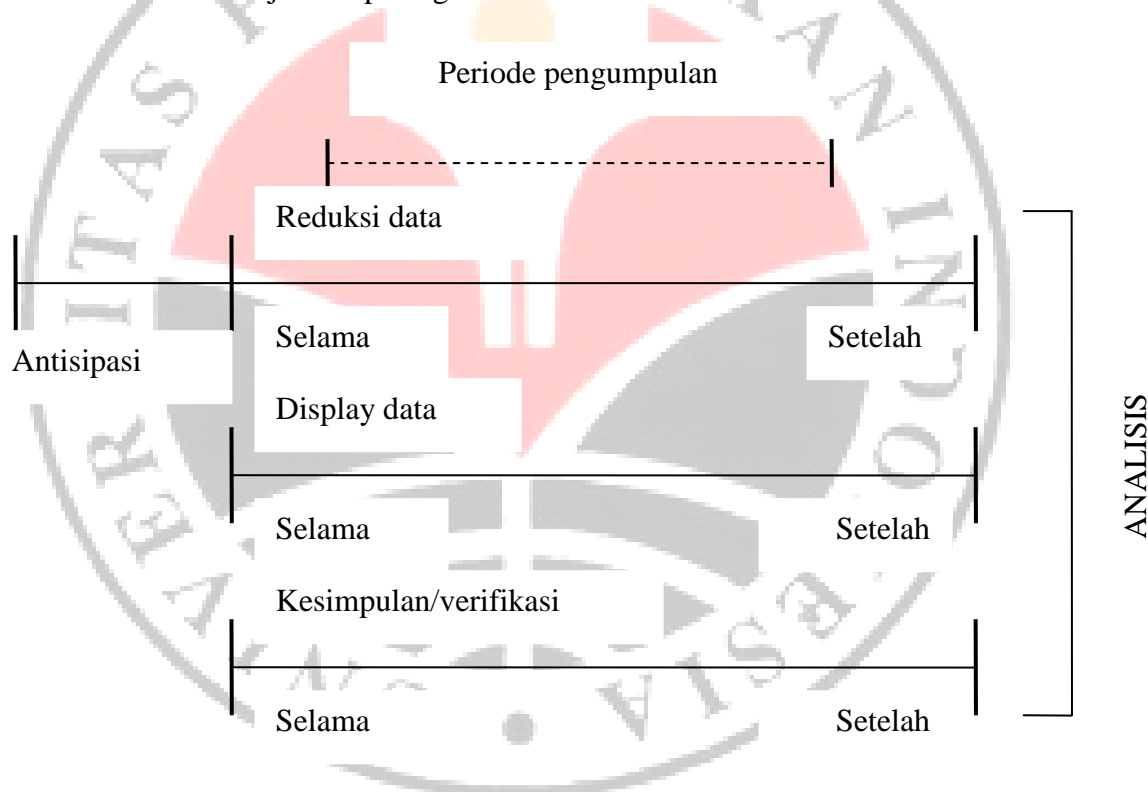 Periode pengumpulan
Reduksi data
Antisipasi
Selama
Setelah
Display data
Selama
Setelah
Kesimpulan/verifikasi
Selama
Setelah
ANALISIS